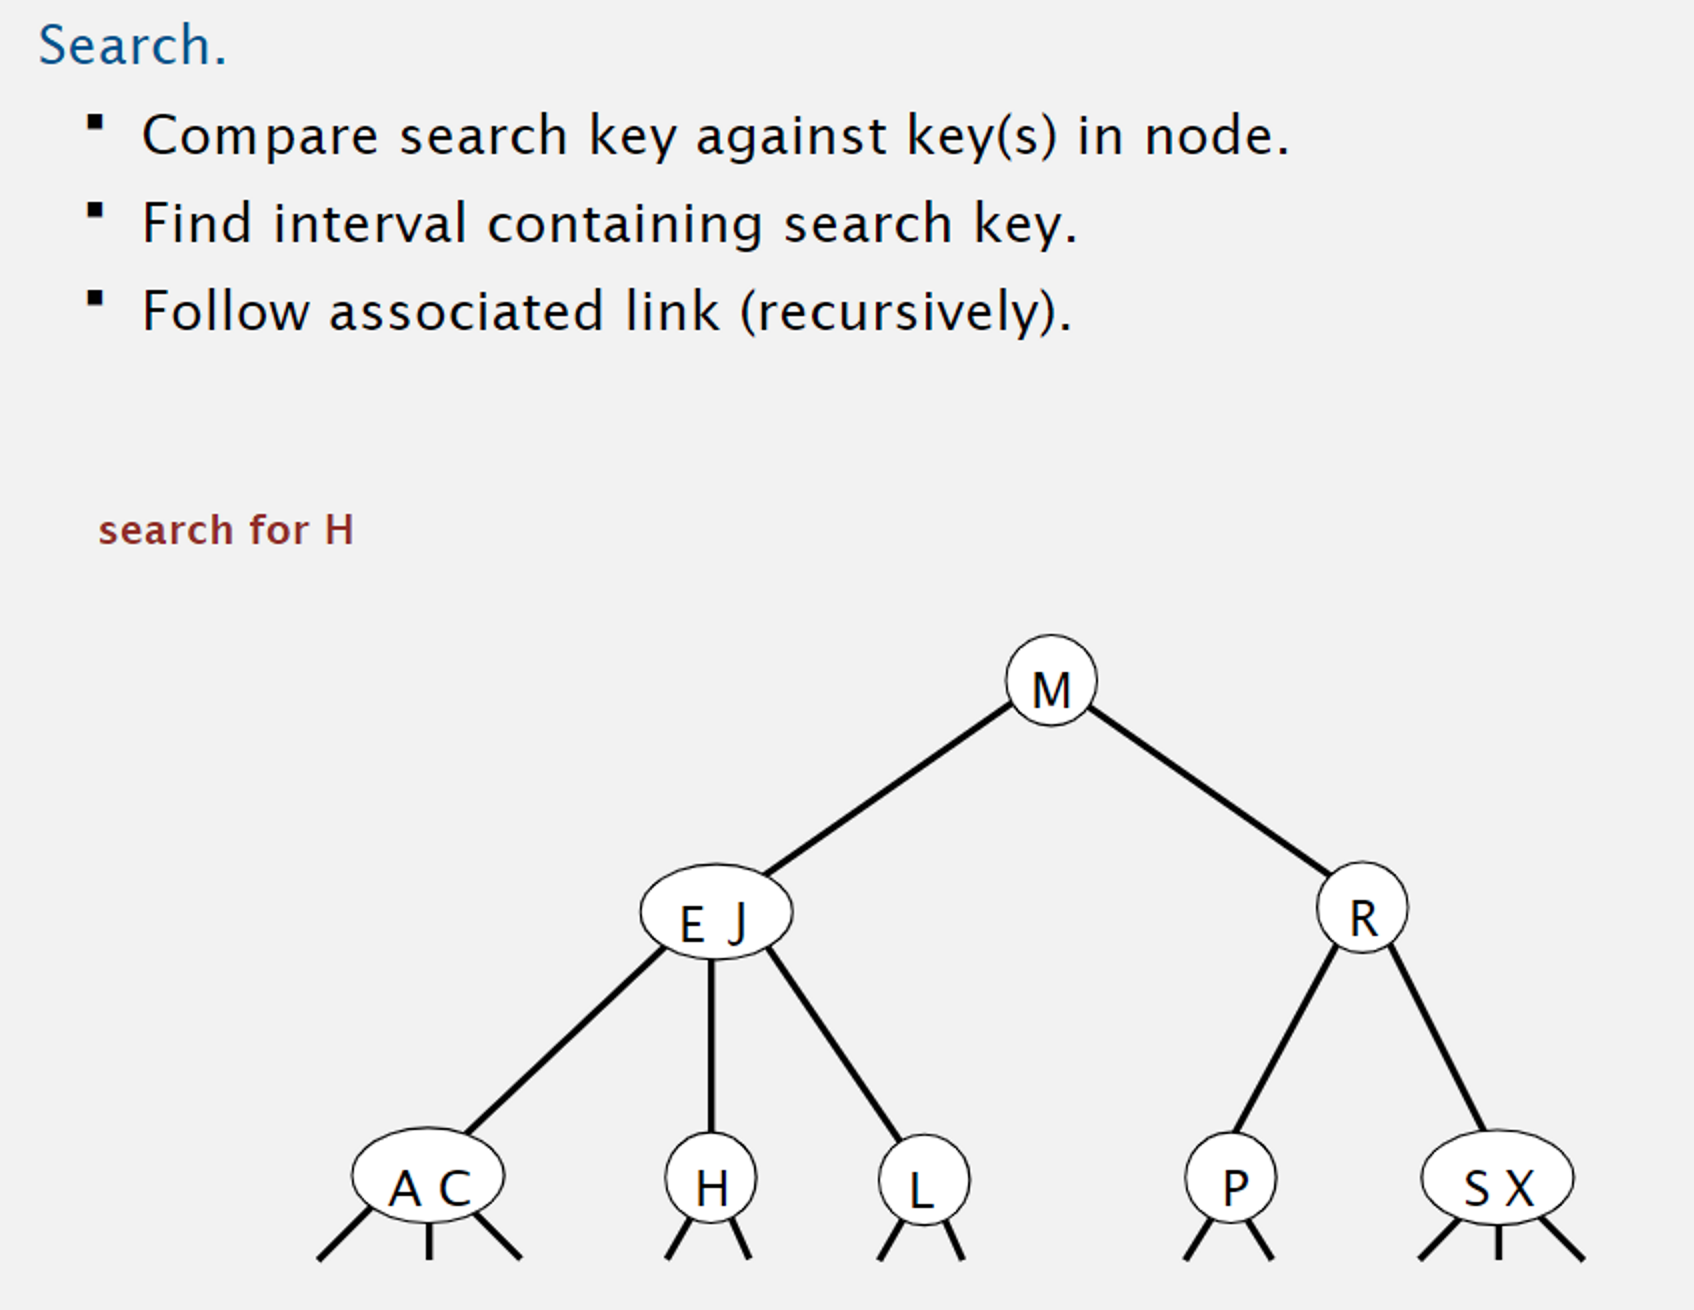 Search.
▪ Compare search key against key(s) in node.
▪ Find interval containing search key.
▪ Follow associated link (recursively).
search for H
M
E J
R
A C
H
L
P
S X